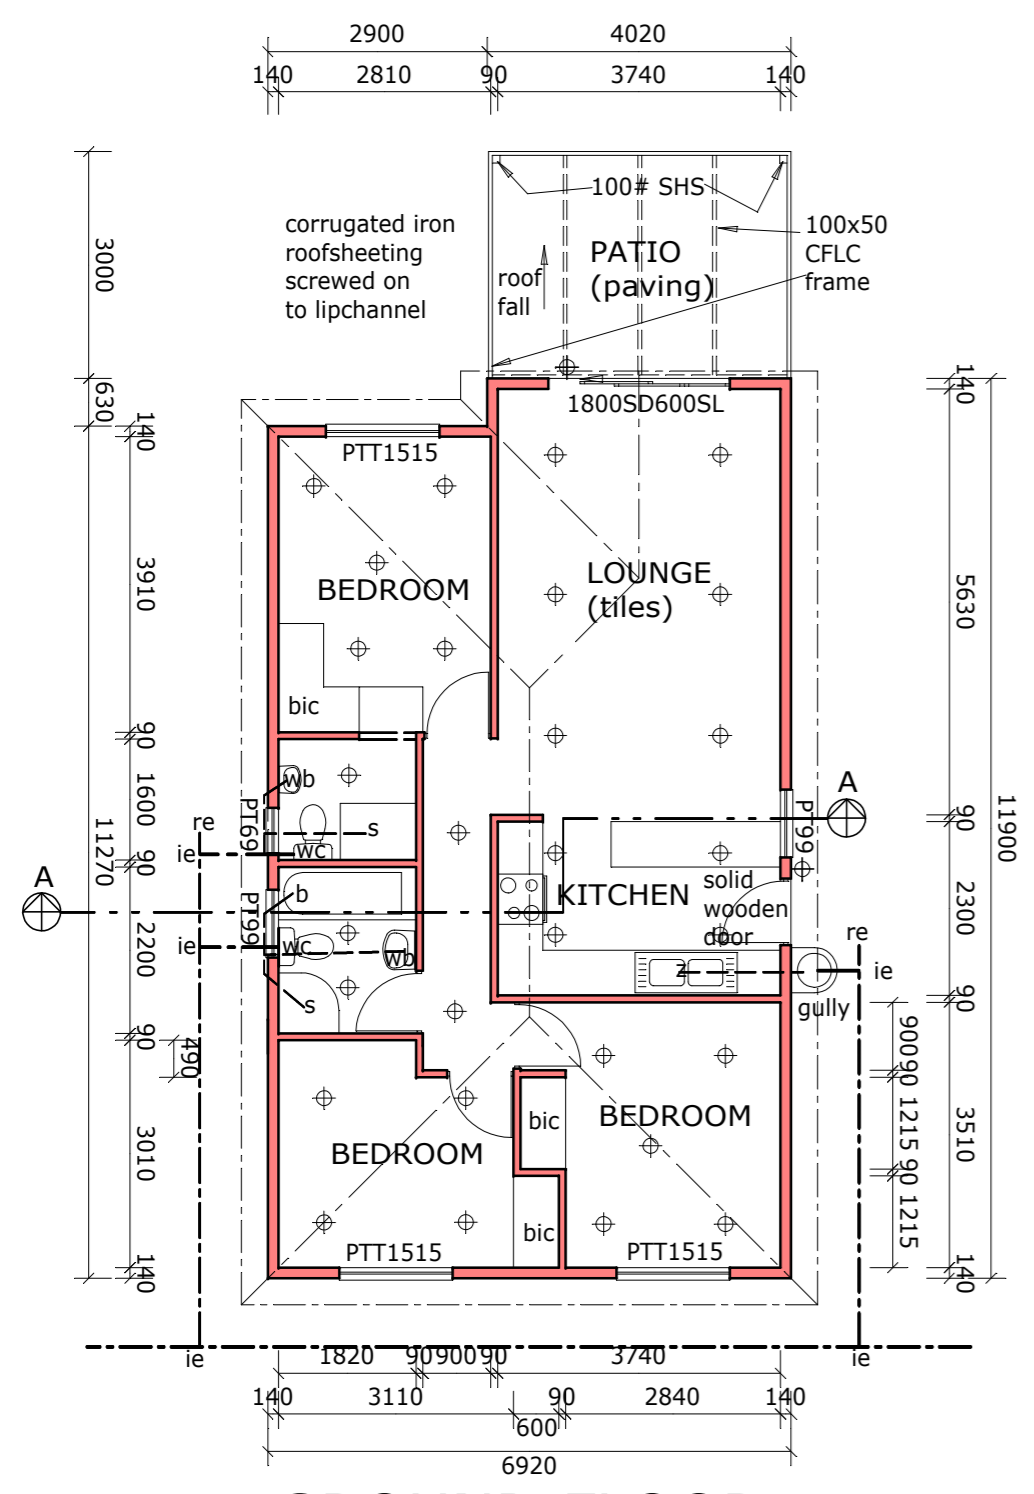 2900 4020
140 2810 90 3740 140
100# SHS
corrugated iron
roofsheeting
screwed on
to lipchannel
roof
fall
PATIO
(paving)
100x50
CFLC
frame
3000
630
140
140
1800SD600SL
PTT1515
3910
BEDROOM
LOUNGE
(tiles)
5630
bic
90
1600
wb
PT69
s
wc
re
ie
A
PT99
90
11900
11270
90
A
b
PT99
KITCHEN
solid
wooden
door
2300
2200
ie
wc
wb
z
re
ie
s
gully
90
90
490
900
90
BEDROOM
bic
BEDROOM
1215
3510
3010
90
bic
1215
PTT1515
PTT1515
140
140
ie
ie
1820 90 900 90 3740
140 3110 90 2840 140
600
6920